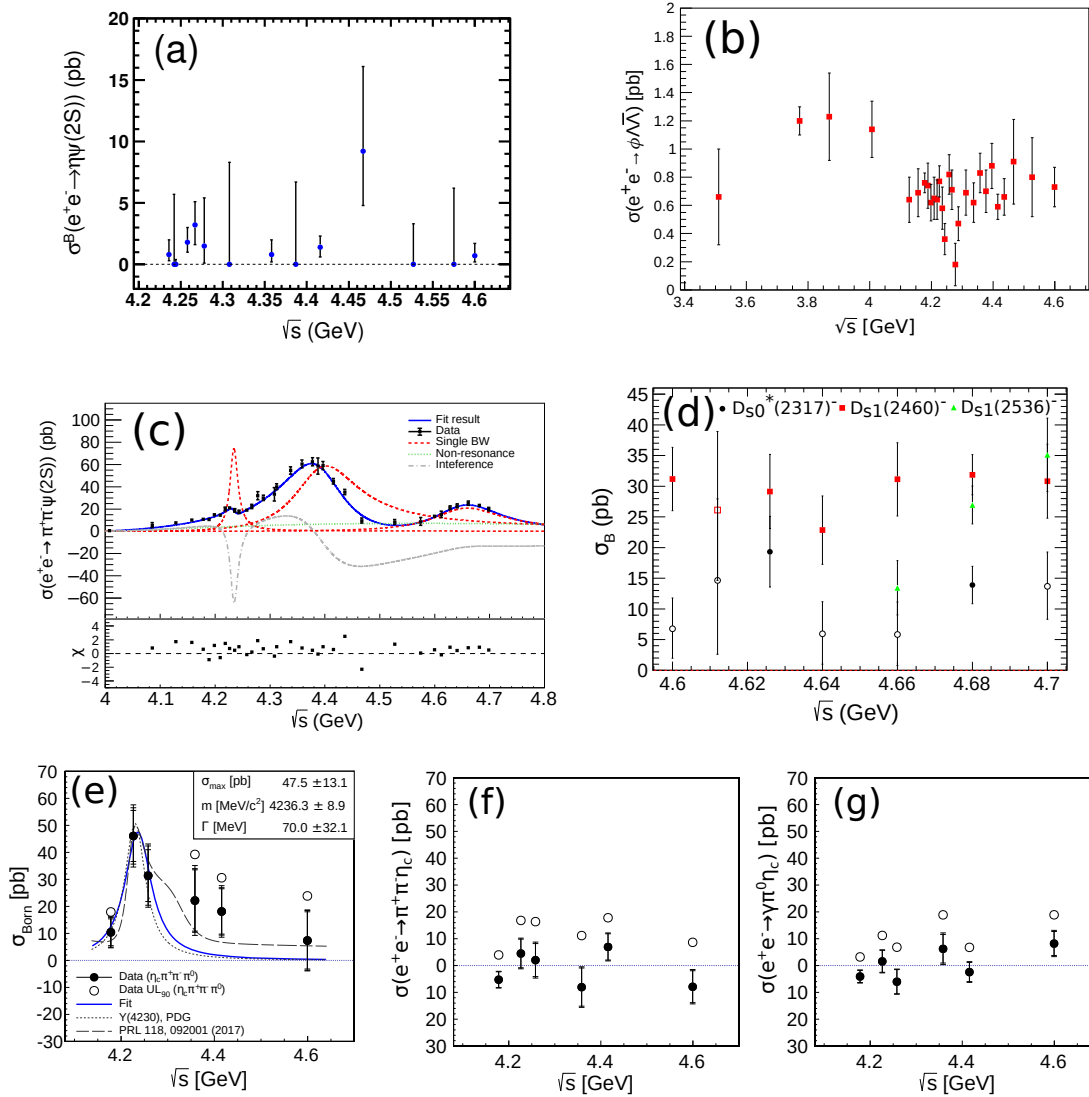 (a)
σᴮ(e⁺e⁻→ηψ(2S)) (pb)
20
15
10
5
0
4.2 4.25 4.3 4.35 4.4 4.45 4.5 4.55 4.6
√s (GeV)
(b)
σ(e⁺e⁻→ ϕΛΛ̅) [pb]
2
1.8
1.6
1.4
1.2
1
0.8
0.6
0.4
0.2
0
3.4 3.6 3.8 4 4.2 4.4 4.6
√s [GeV]
(c)
σ(e⁺e⁻→π⁺π⁻ψ(2S)) (pb)
100
80
60
40
20
0
−20
−40
−60
Fit result
Data
Single BW
Non-resonance
Inteference
χ
4
2
0
−2
−4
4 4.1 4.2 4.3 4.4 4.5 4.6 4.7 4.8
√s (GeV)
(d)
D_S0*(2317)⁻ D_s1(2460)⁻ D_s1(2536)⁻
σ_B (pb)
45
40
35
30
25
20
15
10
5
0
4.6 4.62 4.64 4.66 4.68 4.7
√s (GeV)
(e)
σ_Born [pb]
70
60
50
40
30
20
10
0
-10
-20
-30
σ_max [pb] 47.5 ±13.1
m [MeV/c²] 4236.3 ± 8.9
Γ [MeV] 70.0 ±32.1
Data (η_cπ⁺π⁻π⁰)
Data UL₉₀ (η_cπ⁺π⁻π⁰)
Fit
Y(4230), PDG
PRL 118, 092001 (2017)
4.2 4.4 4.6
√s [GeV]
(f)
σ(e⁺e⁻→π⁺π⁻η_c) [pb]
70
60
50
40
30
20
10
0
10
20
30
4.2 4.4 4.6
√s [GeV]
(g)
σ(e⁺e⁻→γπ⁰η_c) [pb]
70
60
50
40
30
20
10
0
10
20
30
4.2 4.4 4.6
√s [GeV]